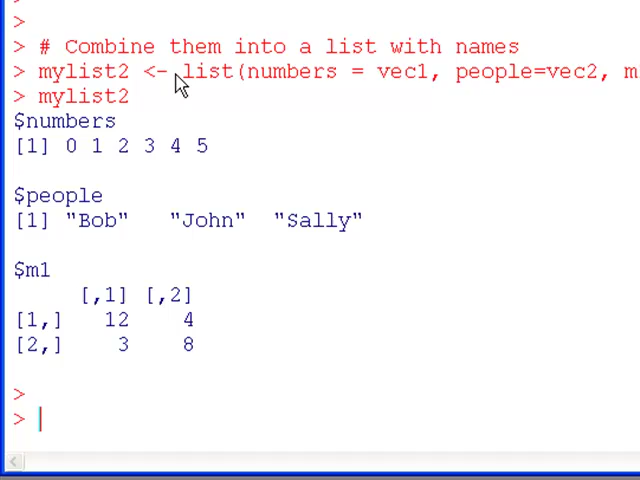 >
> # Combine them into a list with names
> mylist2 <- list(numbers = vec1, people=vec2, m
> mylist2
$numbers
[1] 0 1 2 3 4 5
$people
[1] "Bob"   "John"  "Sally"
$m1
     [,1] [,2]
[1,]   12    4
[2,]    3    8
>
>